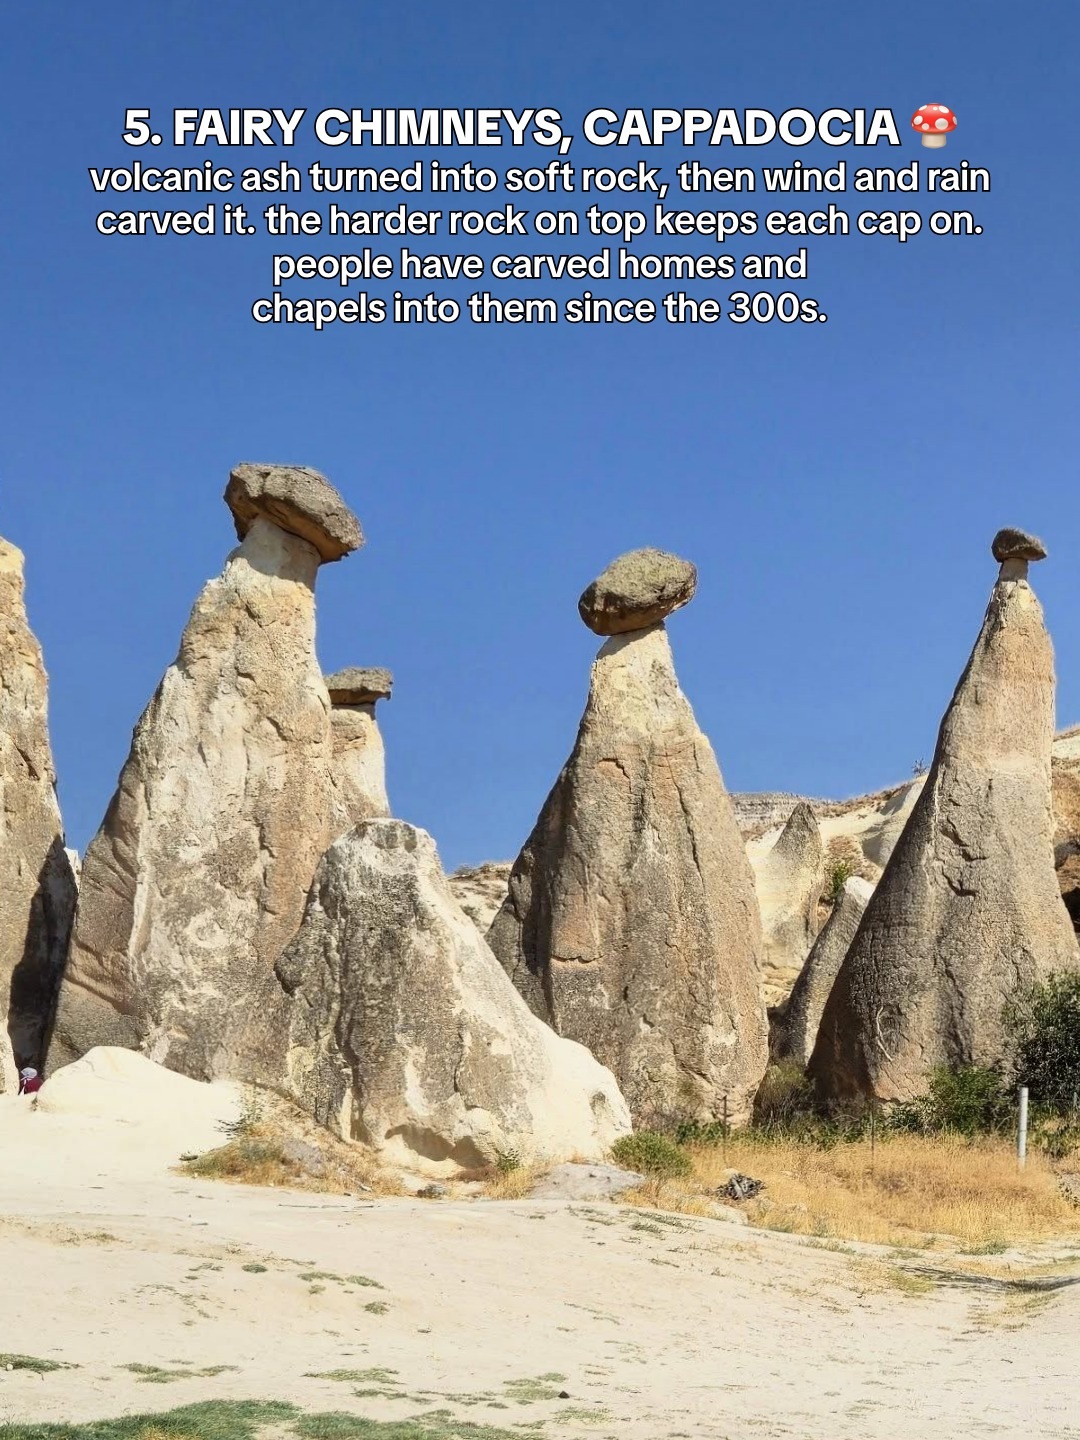 5. FAIRY CHIMNEYS, CAPPADOCIA 🍄
volcanic ash turned into soft rock, then wind and rain
carved it. the harder rock on top keeps each cap on.
people have carved homes and
chapels into them since the 300s.